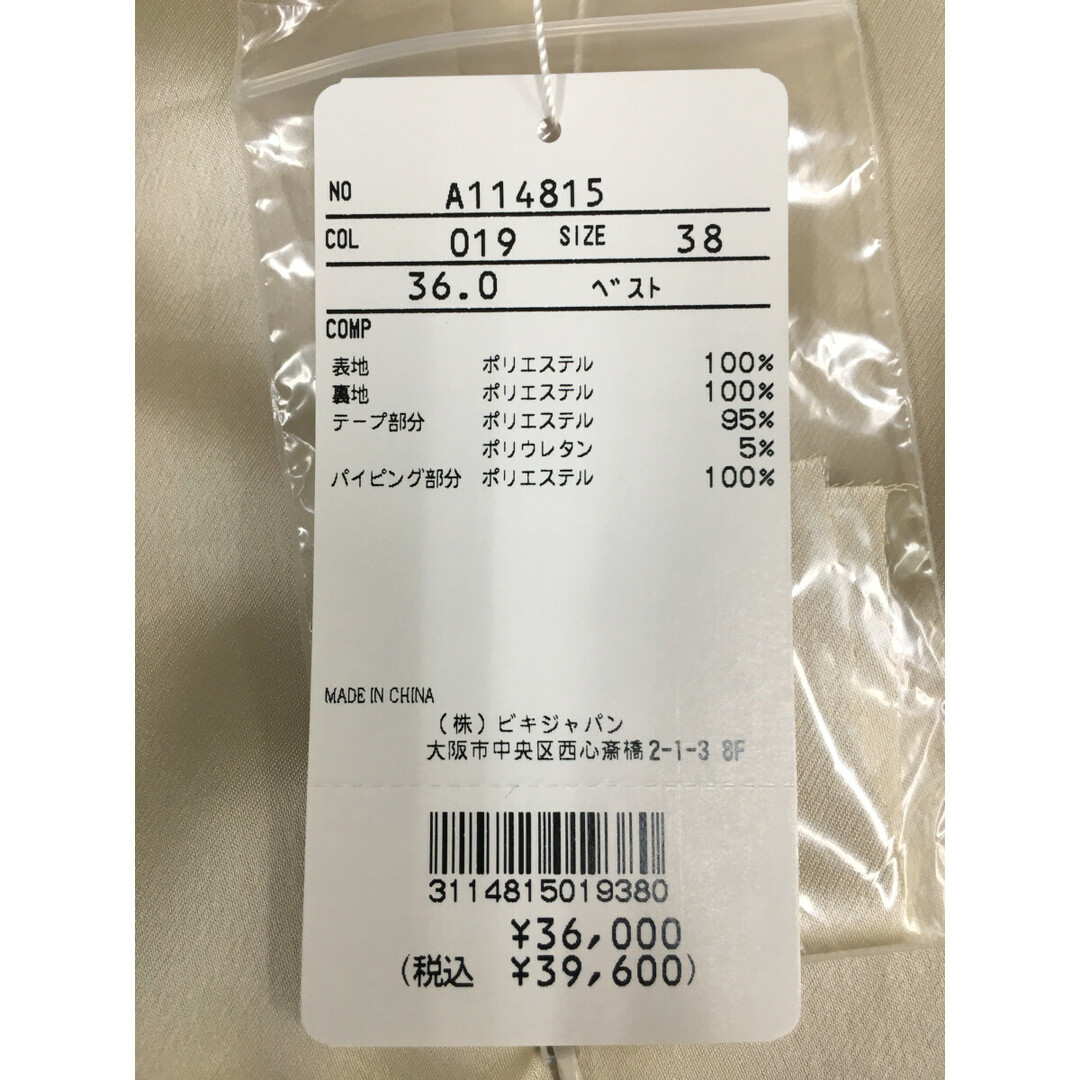 NO A114815
COL 019 SIZE 38
36.0 ベスト
COMP
表地 ポリエステル 100%
裏地 ポリエステル 100%
テープ部分 ポリエステル 95%
ポリウレタン 5%
パイピング部分 ポリエステル 100%
MADE IN CHINA
(株)ビキジャパン
大阪市中央区西心斎橋2-1-3 8F
3114815019380
¥36,000
(税込 ¥39,600)